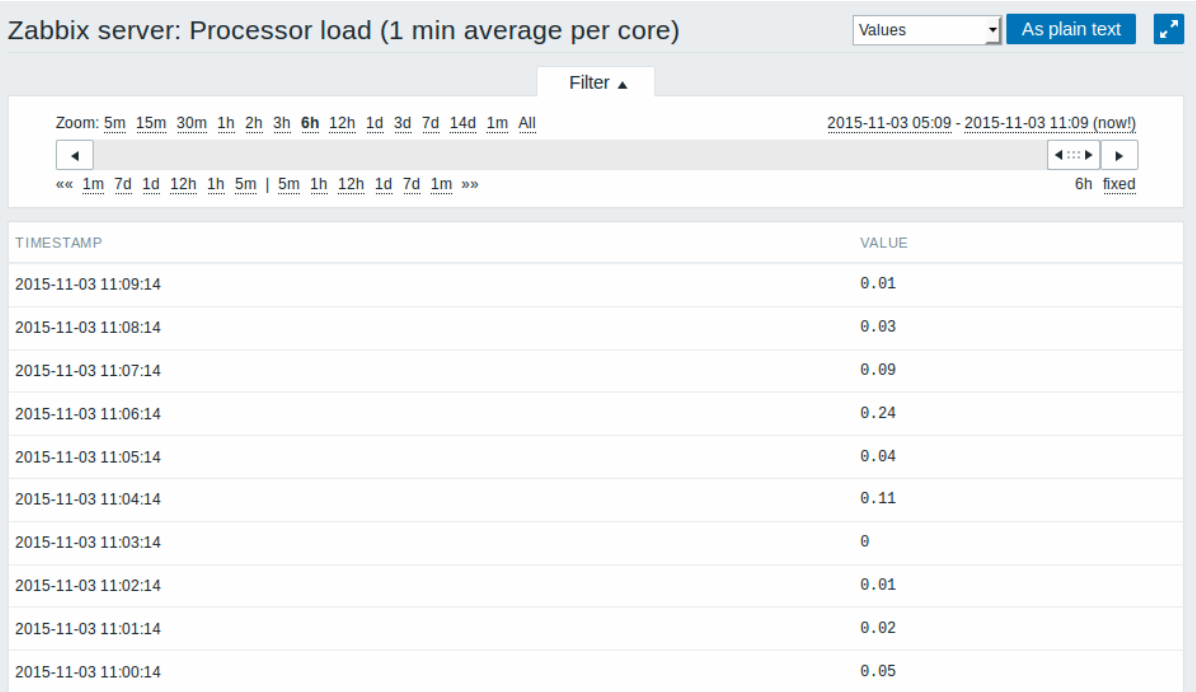 Zabbix server: Processor load (1 min average per core) Values As plain text
Filter ▲
Zoom: 5m 15m 30m 1h 2h 3h 6h 12h 1d 3d 7d 14d 1m All 2015-11-03 05:09 - 2015-11-03 11:09 (now!)
«« 1m 7d 1d 12h 1h 5m | 5m 1h 12h 1d 7d 1m »» 6h fixed
TIMESTAMP VALUE
2015-11-03 11:09:14 0.01
2015-11-03 11:08:14 0.03
2015-11-03 11:07:14 0.09
2015-11-03 11:06:14 0.24
2015-11-03 11:05:14 0.04
2015-11-03 11:04:14 0.11
2015-11-03 11:03:14 0
2015-11-03 11:02:14 0.01
2015-11-03 11:01:14 0.02
2015-11-03 11:00:14 0.05